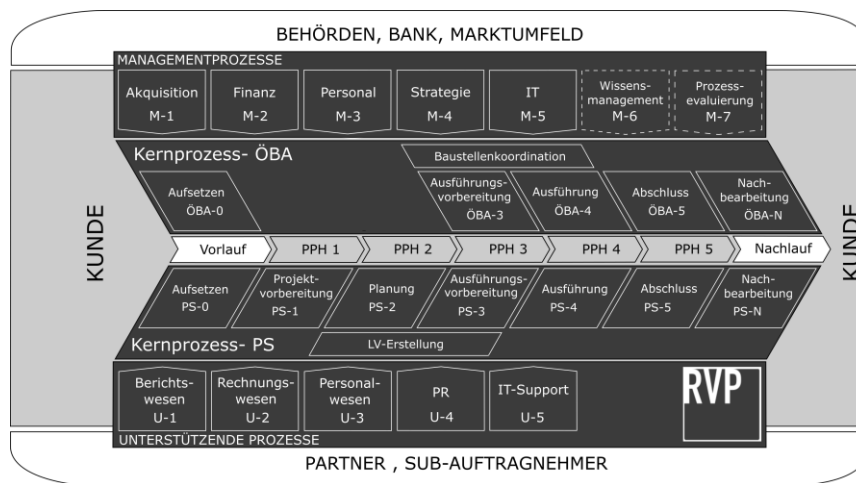 BEHÖRDEN, BANK, MARKTUMFELD
MANAGEMENTPROZESSE
Akquisition
M-1
Finanz
M-2
Personal
M-3
Strategie
M-4
IT
M-5
Wissens-
management
M-6
Prozess-
evaluierung
M-7
KUNDE
KUNDE
Kernprozess- ÖBA
Baustellenkoordination
Aufsetzen
ÖBA-0
Ausführungs-
vorbereitung
ÖBA-3
Ausführung
ÖBA-4
Abschluss
ÖBA-5
Nach-
bearbeitung
ÖBA-N
Vorlauf
PPH 1
PPH 2
PPH 3
PPH 4
PPH 5
Nachlauf
Aufsetzen
PS-0
Projekt-
vorbereitung
PS-1
Planung
PS-2
Ausführungs-
vorbereitung
PS-3
Ausführung
PS-4
Abschluss
PS-5
Nach-
bearbeitung
PS-N
Kernprozess- PS
LV-Erstellung
Berichts-
wesen
U-1
Rechnungs-
wesen
U-2
Personal-
wesen
U-3
PR
U-4
IT-Support
U-5
RVP
UNTERSTÜTZENDE PROZESSE
PARTNER , SUB-AUFTRAGNEHMER